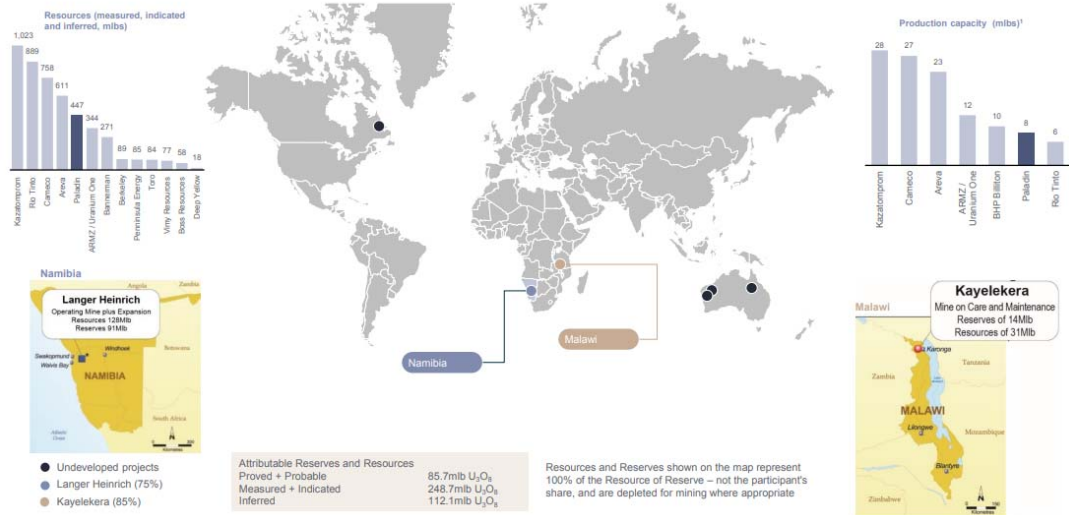 Resources (measured, indicated
and inferred, mlbs)
1,023
889
758
611
447
344
271
89
85
84
77
58
18
Kazatomprom
Rio Tinto
Cameco
Areva
Paladin
ARMZ / Uranium One
Bannerman
Berkeley
Penninsula Energy
Toro
Vimy Resources
Boss Resources
Deep Yellow
Production capacity (mlbs)¹
28
27
23
12
10
8
6
Kazatomprom
Cameco
Areva
ARMZ /
Uranium One
BHP Billiton
Paladin
Rio Tinto
Namibia
Malawi
Namibia
Angola
Zambia
Langer Heinrich
Operating Mine plus Expansion
Resources 128Mlb
Reserves 91Mlb
Botswana
Swakopmund
Walvis Bay
Windhoek
NAMIBIA
South Africa
Atlantic
Ocean
Kilometres
Malawi
Kayelekera
Mine on Care and Maintenance
Reserves of 14Mlb
Resources of 31Mlb
Karonga
Tanzania
Zambia
MALAWI
Lilongwe
Mozambique
Blantyre
Zimbabwe
Kilometres
Undeveloped projects
Langer Heinrich (75%)
Kayelekera (85%)
Attributable Reserves and Resources
Proved + Probable 85.7mlb U₃O₈
Measured + Indicated 248.7mlb U₃O₈
Inferred 112.1mlb U₃O₈
Resources and Reserves shown on the map represent
100% of the Resource of Reserve – not the participant's
share, and are depleted for mining where appropriate